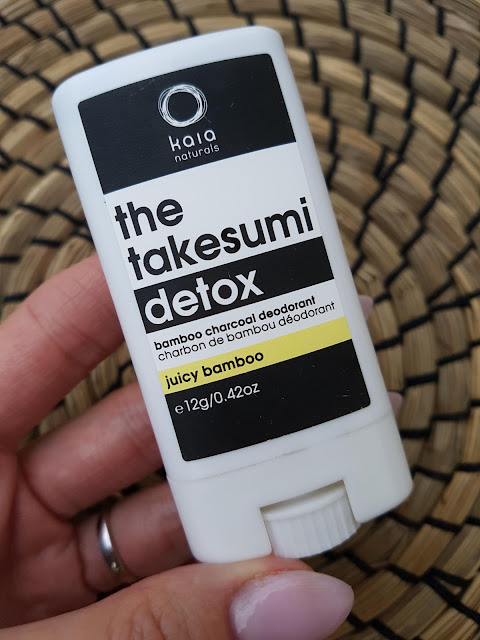 kaia
naturals
the
takesumi
detox
bamboo charcoal deodorant
charbon de bambou déodorant
juicy bamboo
e12g/0.42oz